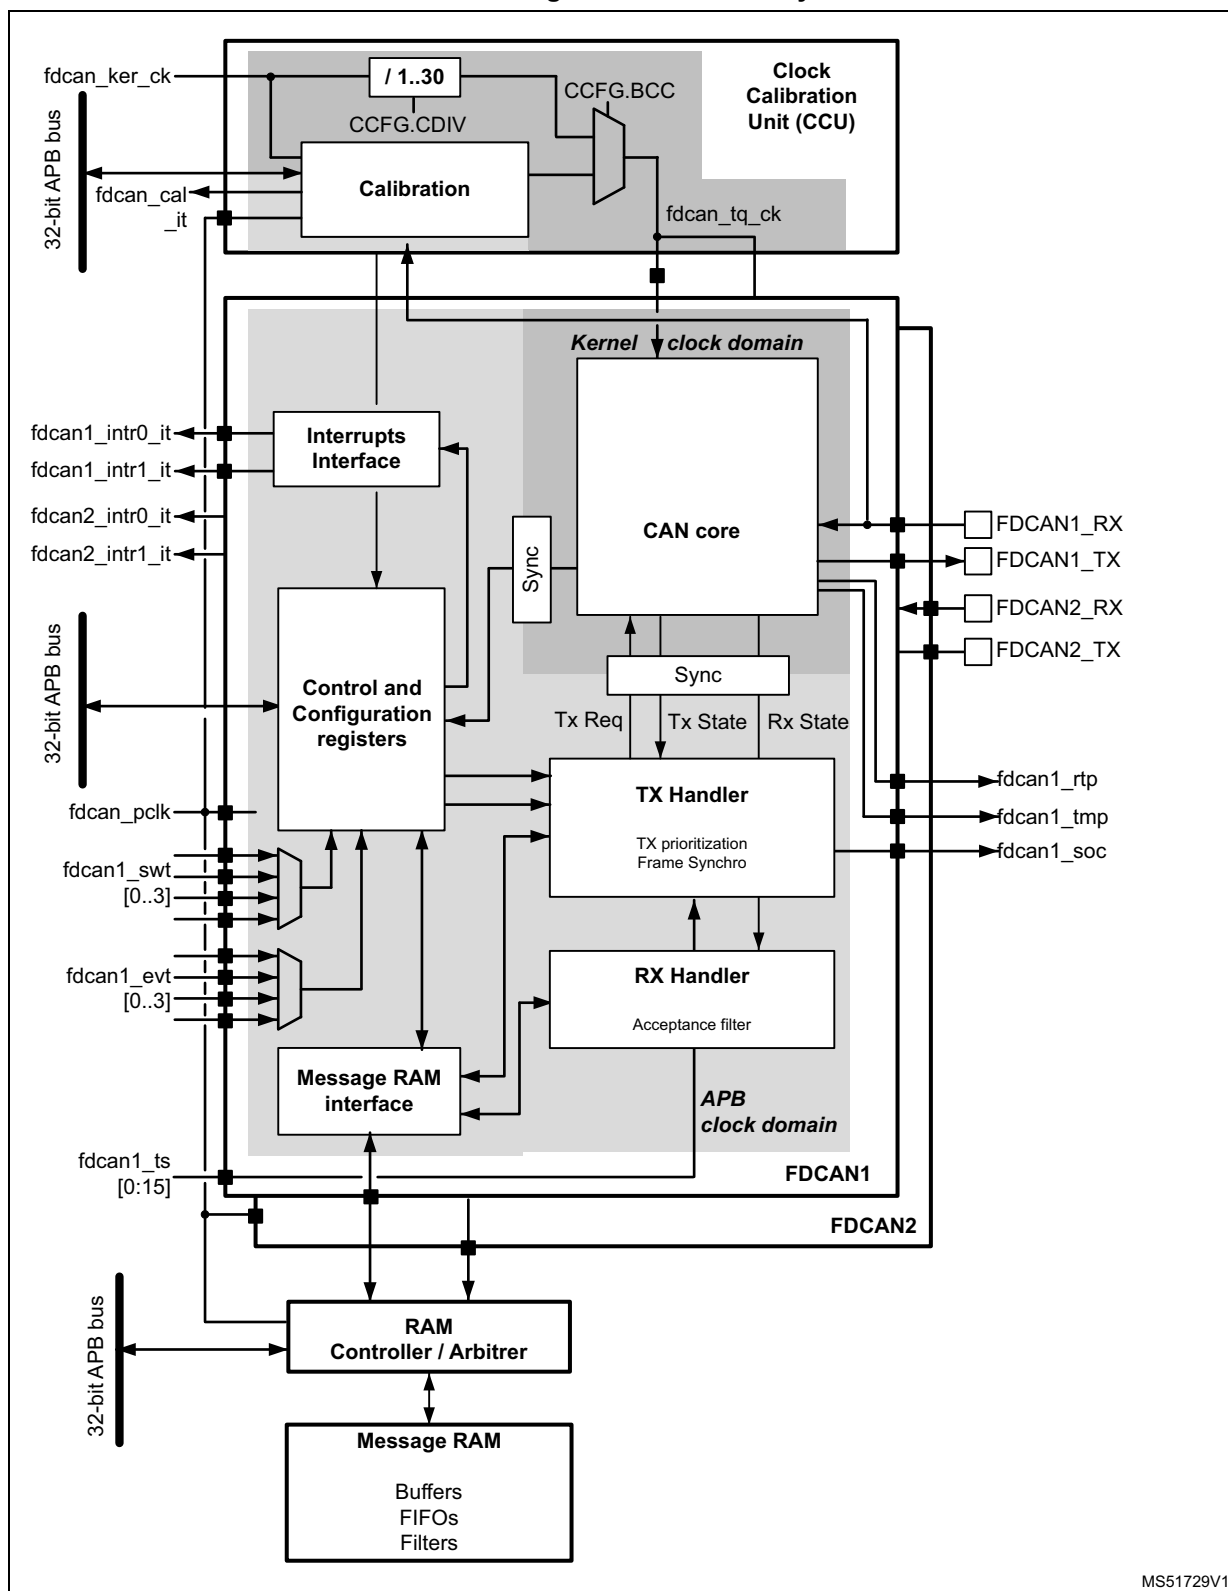 fdcan_ker_ck
/ 1..30
CCFG.CDIV
CCFG.BCC
Clock
Calibration
Unit (CCU)
32-bit APB bus
Calibration
fdcan_cal
_it
fdcan_tq_ck
Kernel clock domain
Interrupts
Interface
fdcan1_intr0_it
fdcan1_intr1_it
fdcan2_intr0_it
fdcan2_intr1_it
Sync
CAN core
FDCAN1_RX
FDCAN1_TX
FDCAN2_RX
FDCAN2_TX
32-bit APB bus
Control and
Configuration
registers
Sync
Tx Req
Tx State
Rx State
TX Handler
TX prioritization
Frame Synchro
fdcan1_rtp
fdcan1_tmp
fdcan1_soc
fdcan_pclk
fdcan1_swt
[0..3]
fdcan1_evt
[0..3]
RX Handler
Acceptance filter
Message RAM
interface
APB
clock domain
fdcan1_ts
[0:15]
FDCAN1
FDCAN2
32-bit APB bus
RAM
Controller / Arbitrer
Message RAM
Buffers
FIFOs
Filters
MS51729V1